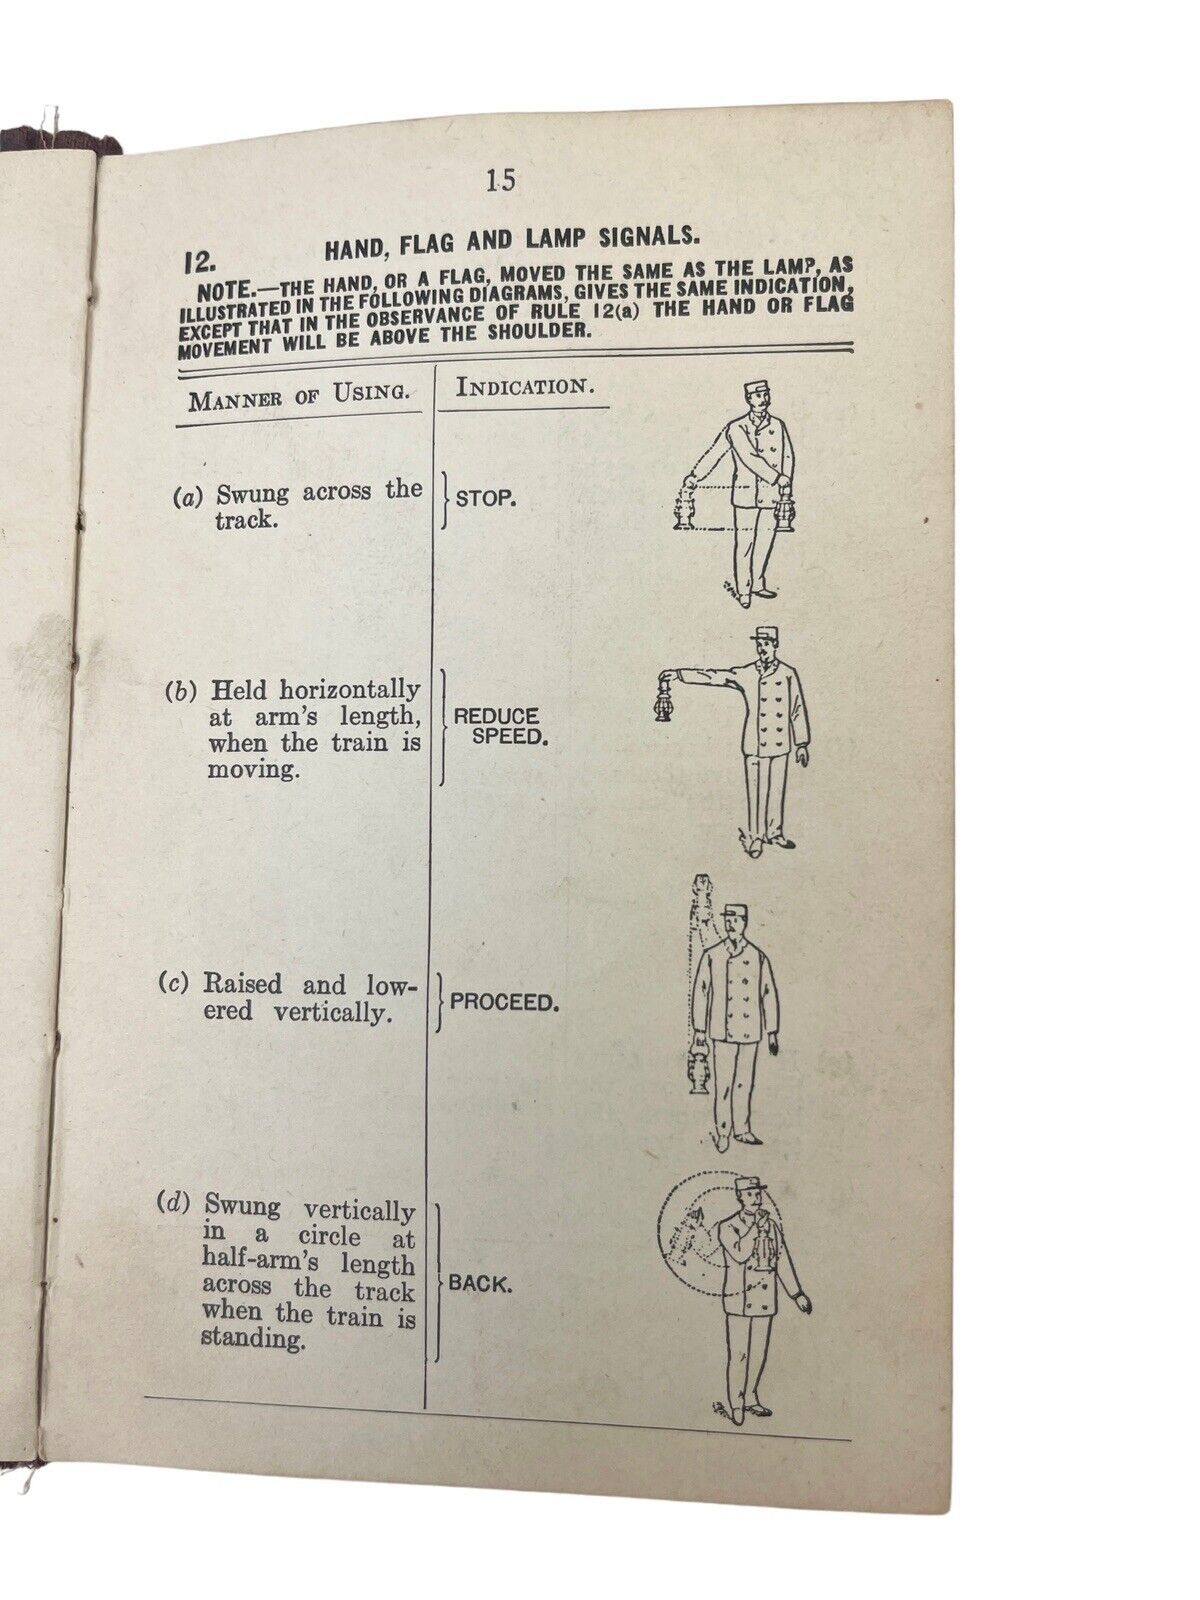 15
12. HAND, FLAG AND LAMP SIGNALS.
NOTE.—THE HAND, OR A FLAG, MOVED THE SAME AS THE LAMP, AS
ILLUSTRATED IN THE FOLLOWING DIAGRAMS, GIVES THE SAME INDICATION,
EXCEPT THAT IN THE OBSERVANCE OF RULE 12(a) THE HAND OR FLAG
MOVEMENT WILL BE ABOVE THE SHOULDER.
MANNER OF USING.
INDICATION.
(a) Swung across the
track.
STOP.
(b) Held horizontally
at arm's length,
when the train is
moving.
REDUCE
SPEED.
(c) Raised and low-
ered vertically.
PROCEED.
(d) Swung vertically
in a circle at
half-arm's length
across the track
when the train is
standing.
BACK.